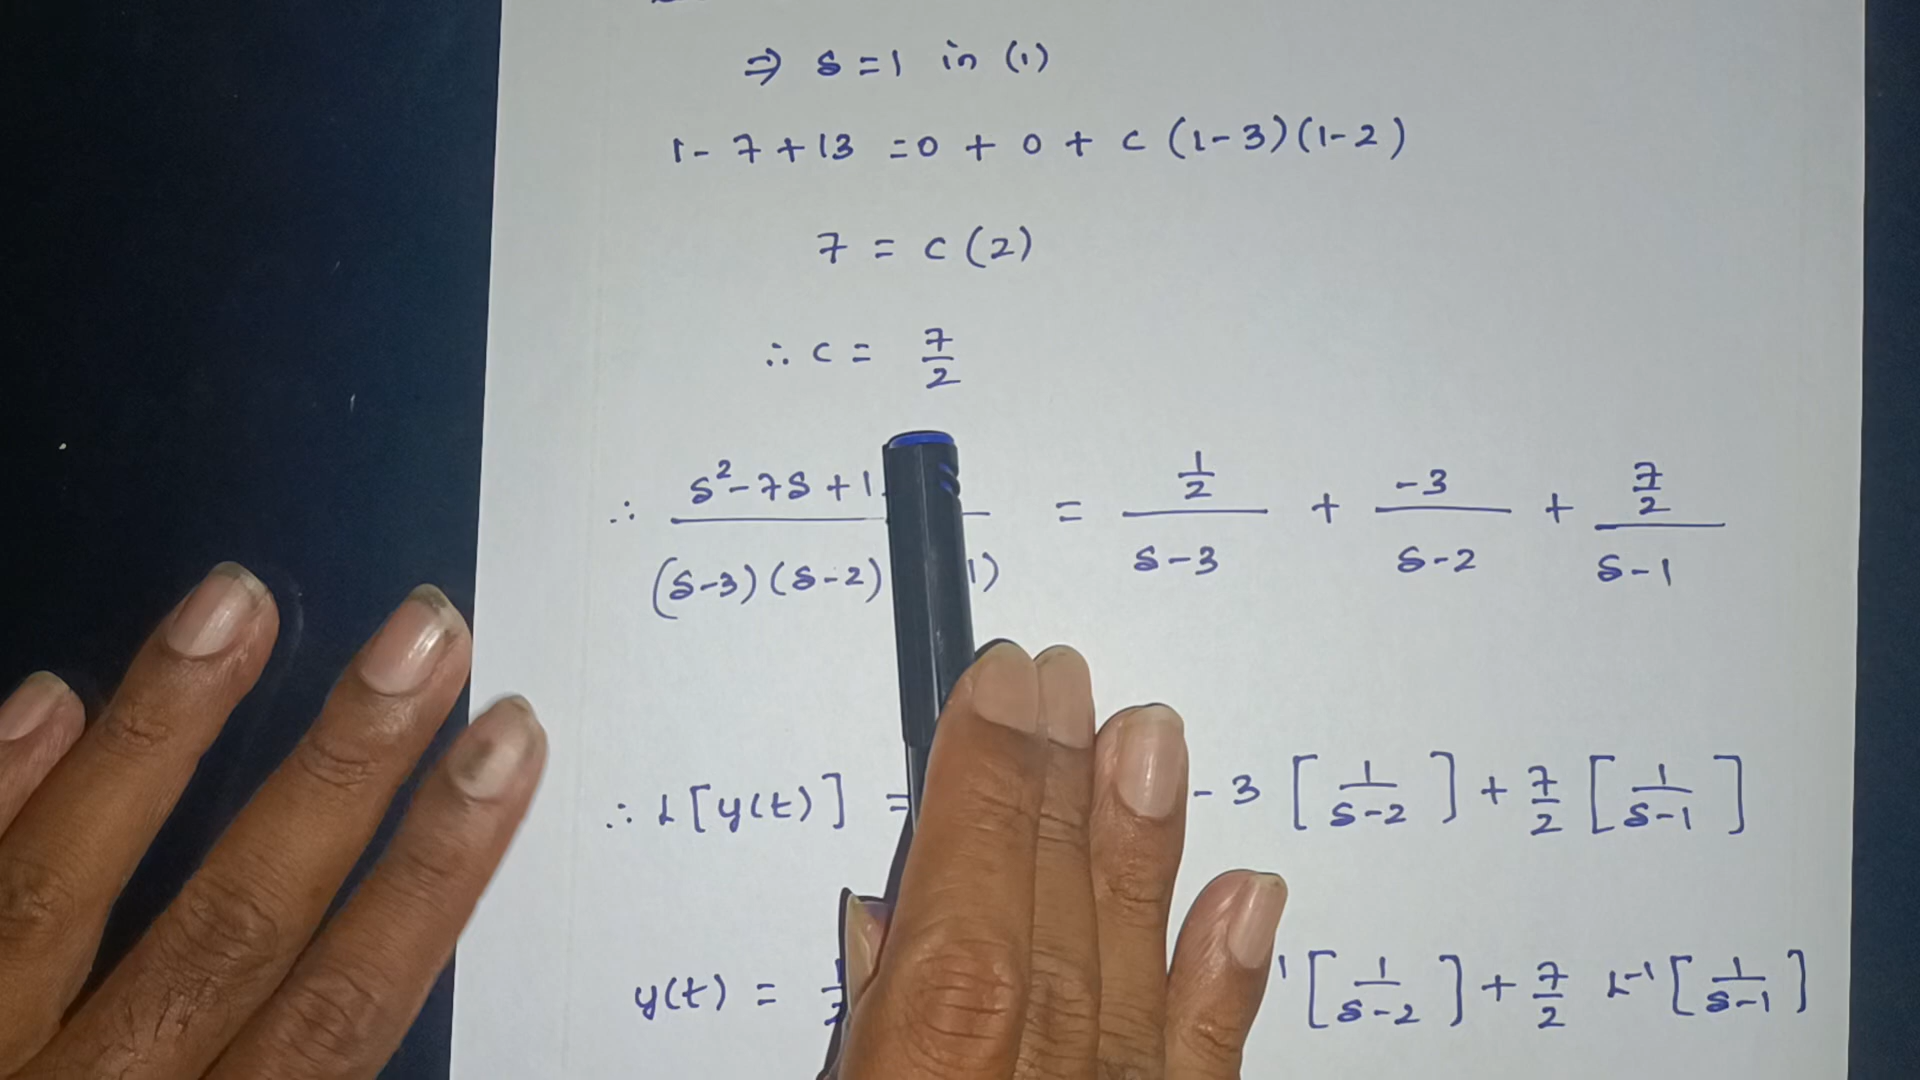 ⇒ s = 1 in (1)
1 - 7 + 13 = 0 + 0 + c (1-3)(1-2)
7 = c (2)
∴ c = 7/2
∴ s² - 7s + 1 / (s-3)(s-2) 1) = 1/2 / s-3 + -3 / s-2 + 7/2 / s-1
∴ L[y(t)] = - 3 [1/s-2] + 7/2 [1/s-1]
y(t) = 1 [1/s-2] + 7/2 L⁻¹ [1/s-1]